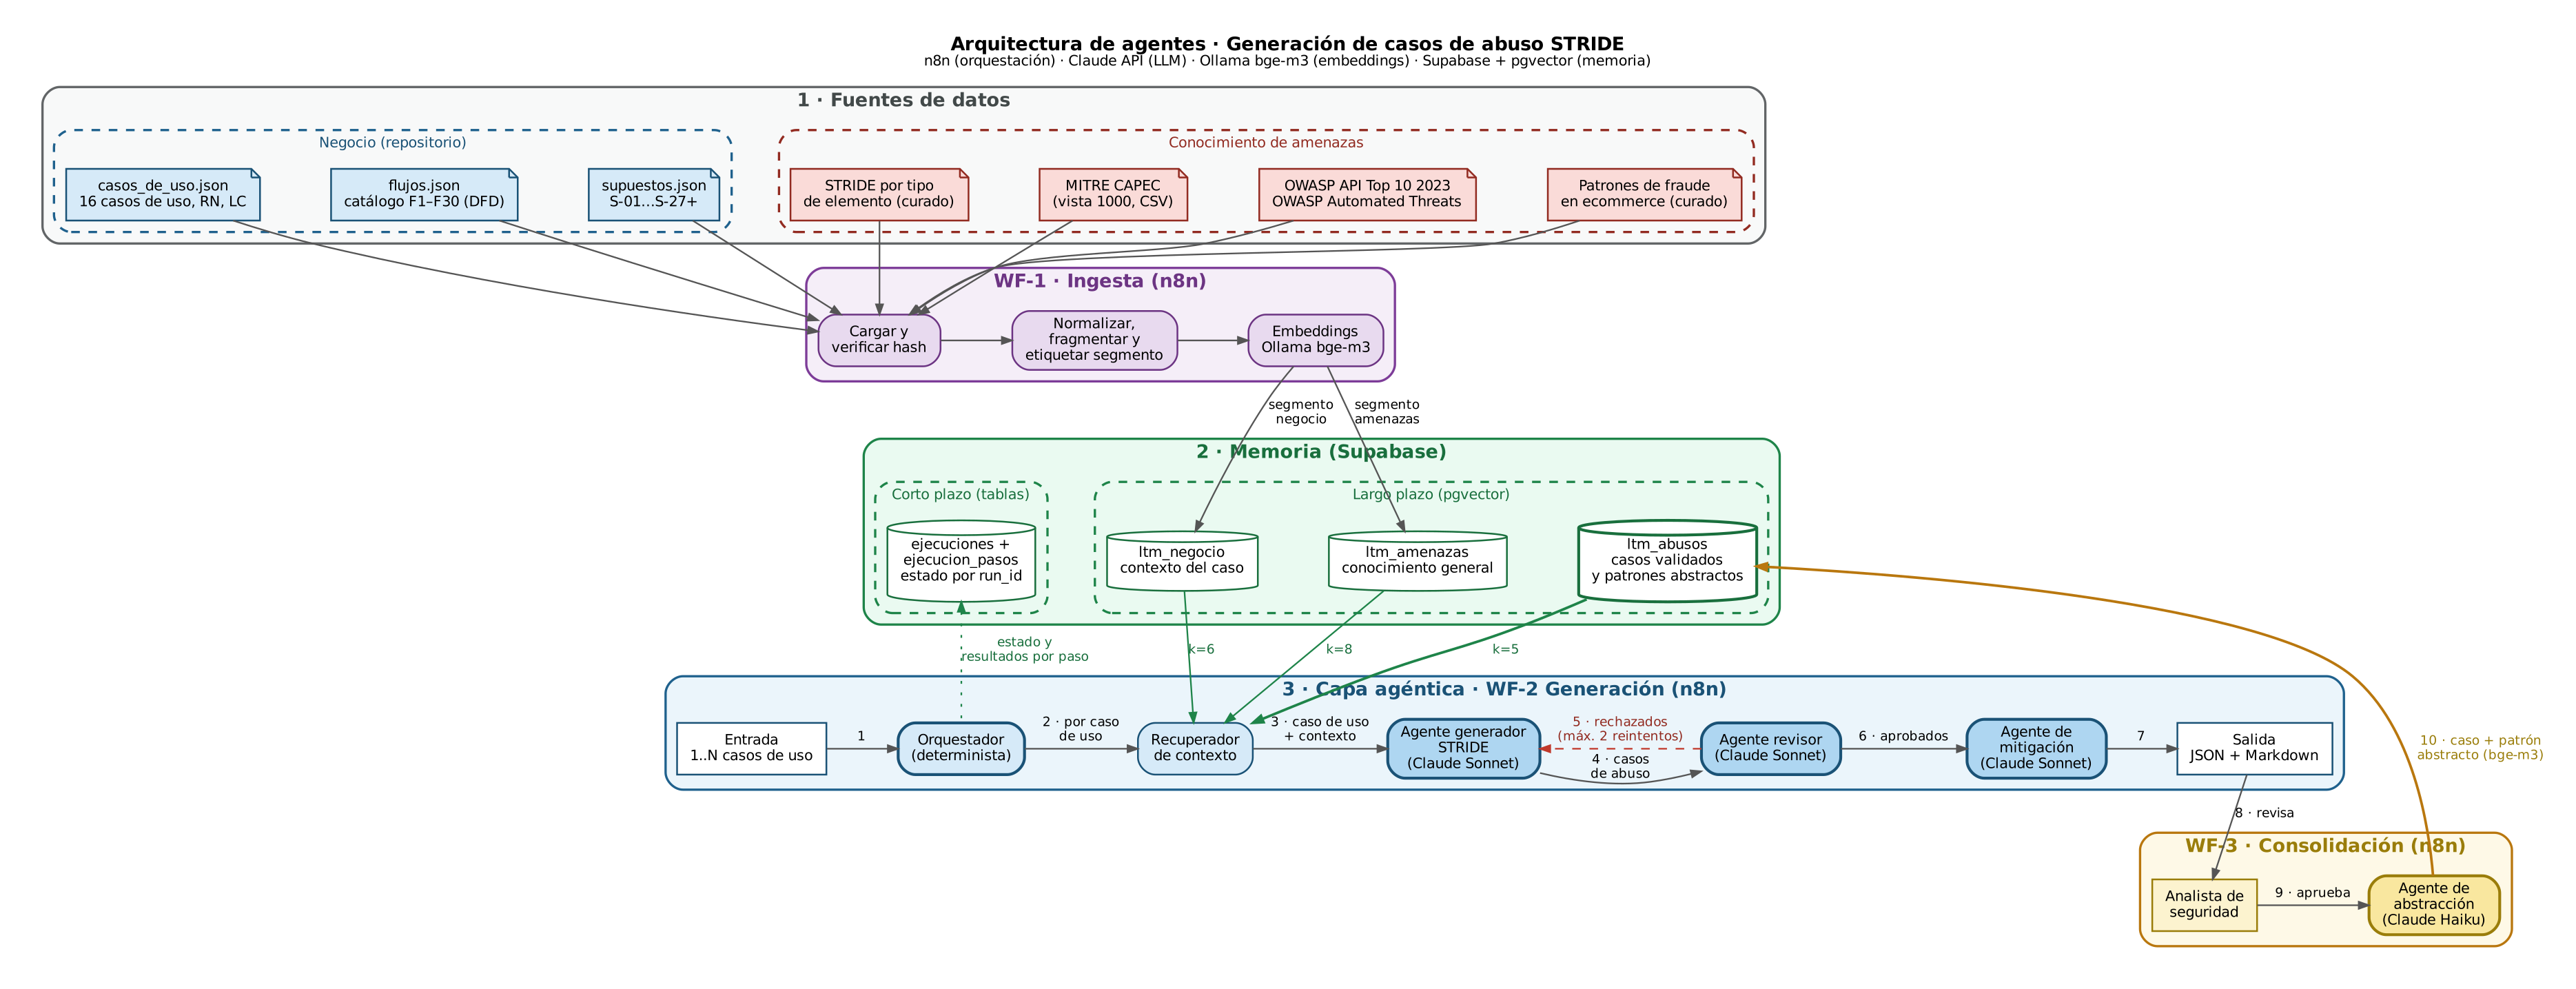 Arquitectura de agentes · Generación de casos de abuso STRIDE
n8n (orquestación) · Claude API (LLM) · Ollama bge-m3 (embeddings) · Supabase + pgvector (memoria)
1 · Fuentes de datos
Negocio (repositorio)
casos_de_uso.json
16 casos de uso, RN, LC
flujos.json
catálogo F1–F30 (DFD)
supuestos.json
S-01...S-27+
Conocimiento de amenazas
STRIDE por tipo
de elemento (curado)
MITRE CAPEC
(vista 1000, CSV)
OWASP API Top 10 2023
OWASP Automated Threats
Patrones de fraude
en ecommerce (curado)
WF-1 · Ingesta (n8n)
Cargar y
verificar hash
Normalizar,
fragmentar y
etiquetar segmento
Embeddings
Ollama bge-m3
segmento
negocio
segmento
amenazas
2 · Memoria (Supabase)
Corto plazo (tablas)
ejecuciones +
ejecucion_pasos
estado por run_id
Largo plazo (pgvector)
ltm_negocio
contexto del caso
ltm_amenazas
conocimiento general
ltm_abusos
casos validados
y patrones abstractos
estado y
resultados por paso
k=6
k=8
k=5
3 · Capa agéntica · WF-2 Generación (n8n)
Entrada
1..N casos de uso
1
Orquestador
(determinista)
2 · por caso
de uso
Recuperador
de contexto
3 · caso de uso
+ contexto
Agente generador
STRIDE
(Claude Sonnet)
5 · rechazados
(máx. 2 reintentos)
4 · casos
de abuso
Agente revisor
(Claude Sonnet)
6 · aprobados
Agente de
mitigación
(Claude Sonnet)
7
Salida
JSON + Markdown
10 · caso + patrón
abstracto (bge-m3)
8 · revisa
WF-3 · Consolidación (n8n)
Analista de
seguridad
9 · aprueba
Agente de
abstracción
(Claude Haiku)